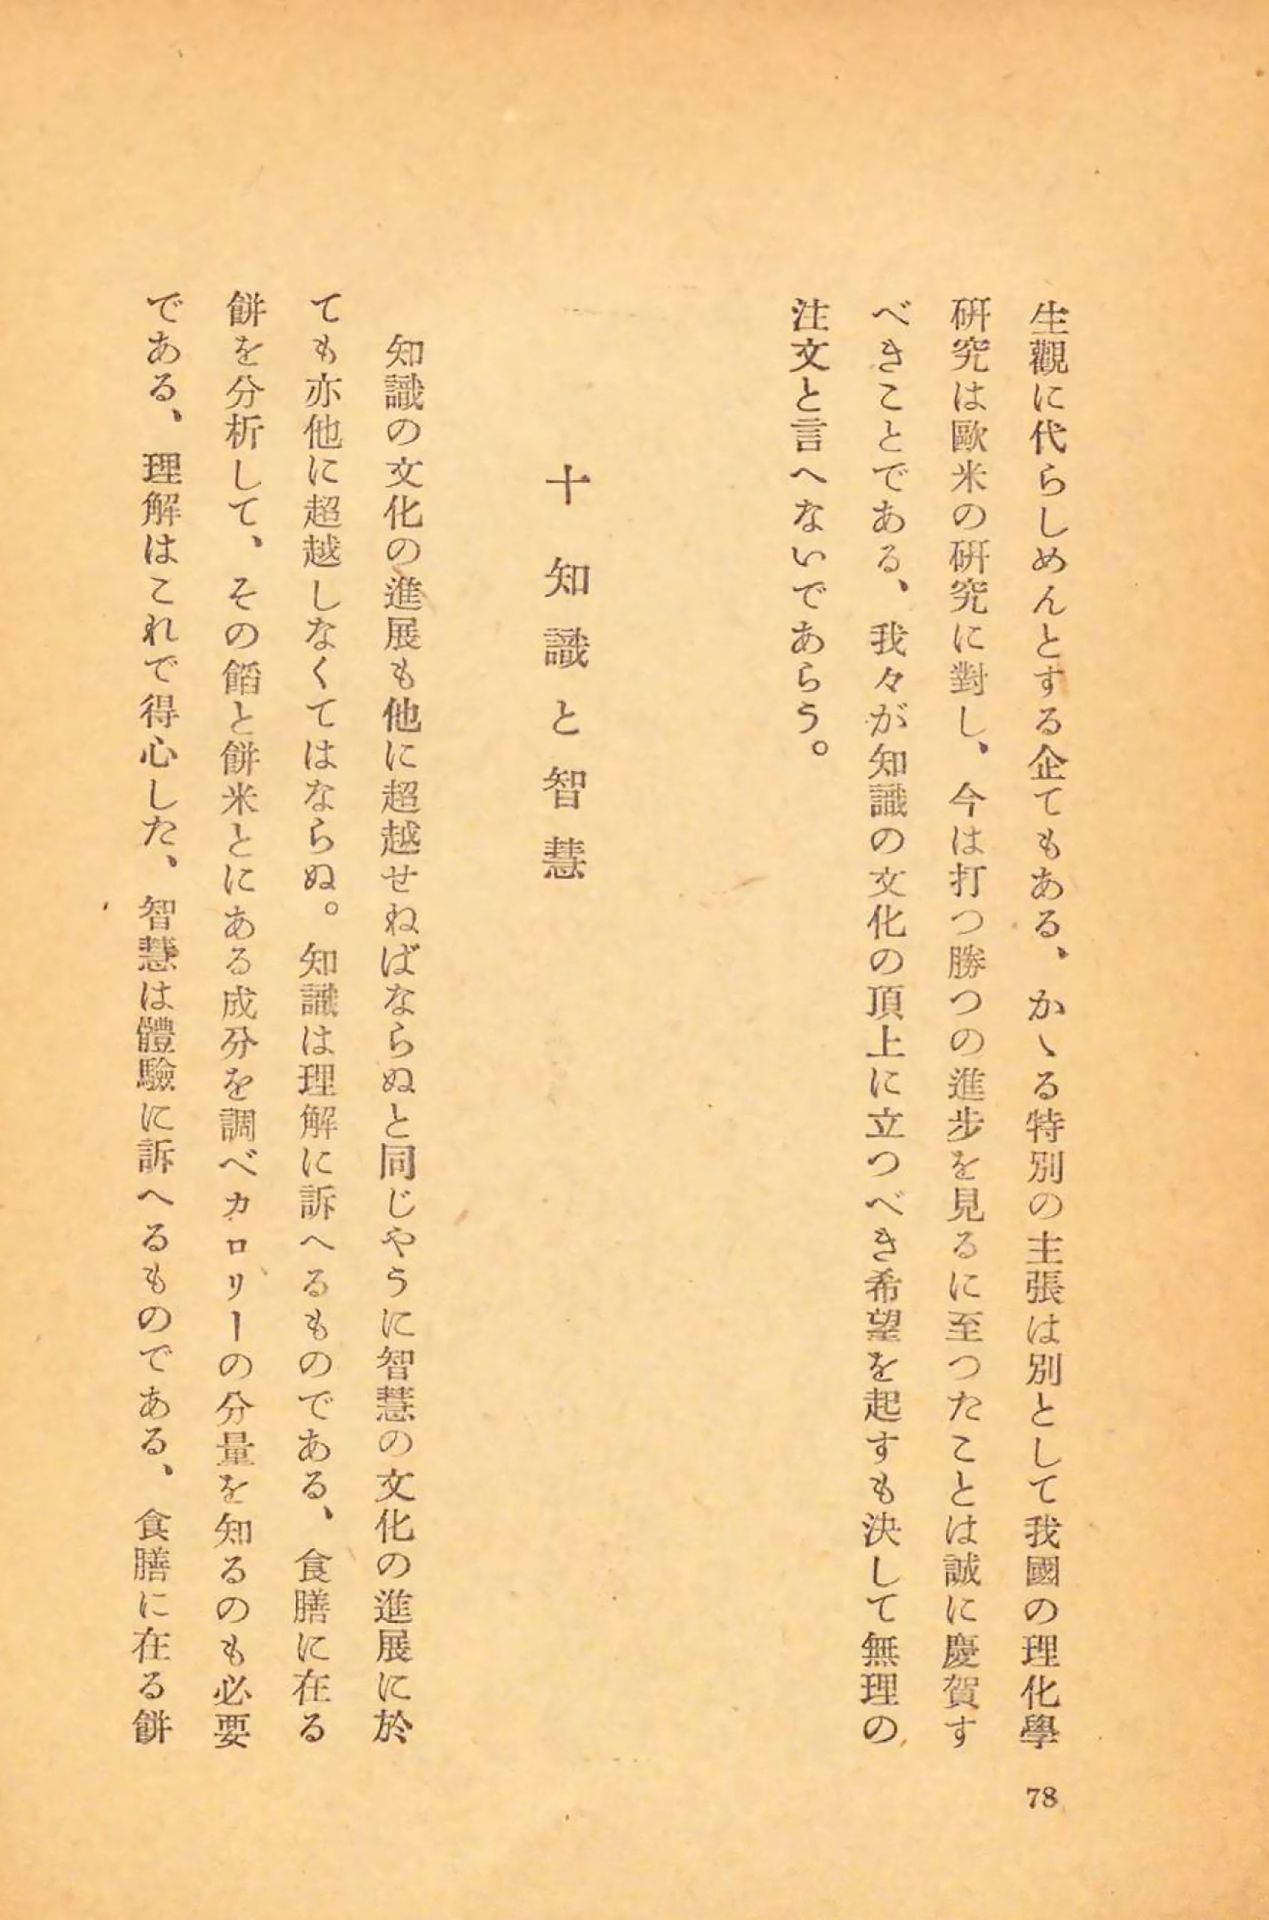 生觀に代らしめんとする企てもある、かゝる特別の主張は別として我國の理化學
硏究は歐米の硏究に對し、今は打つ勝つの進步を見るに至つたことは誠に慶賀す
べきことである、我々が知識の文化の頂上に立つべき希望を起すも決して無理の
注文と言へないであらう。
十 知識と智慧
知識の文化の進展も他に超越せねばならぬと同じやうに智慧の文化の進展に於
ても亦他に超越しなくてはならぬ。知識は理解に訴へるものである、食膳に在る
餅を分析して、その餡と餅米とにある成分を調べカロリーの分量を知るのも必要
である、理解はこれで得心した、智慧は體驗に訴へるものである、食膳に在る餅
78